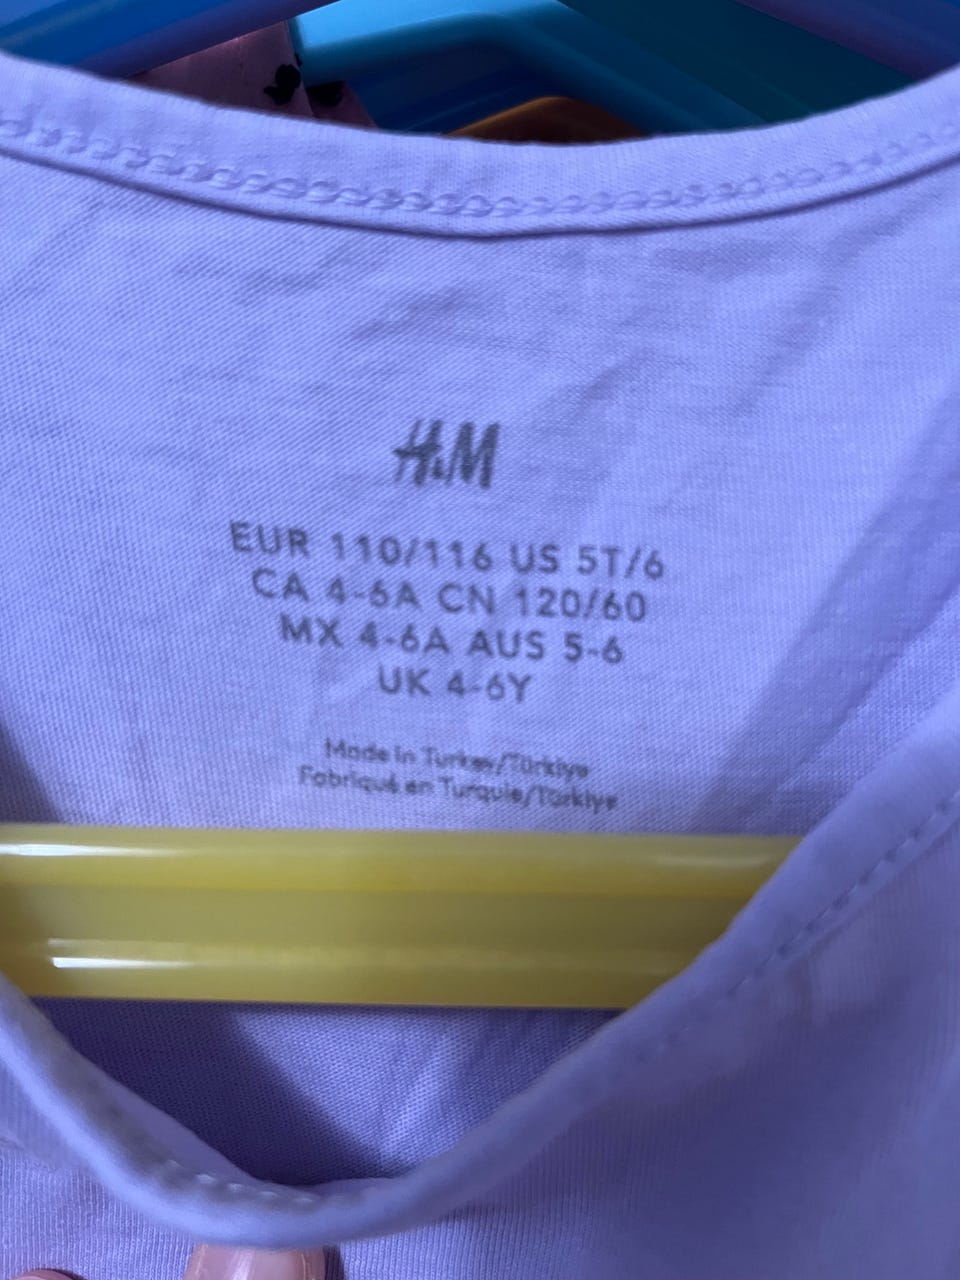 H&M
EUR 110/116 US 5T/6
CA 4-6A CN 120/60
MX 4-6A AUS 5-6
UK 4-6Y
Made in Turkey/Türkiye
Fabriqué en Turquie/Türkiye